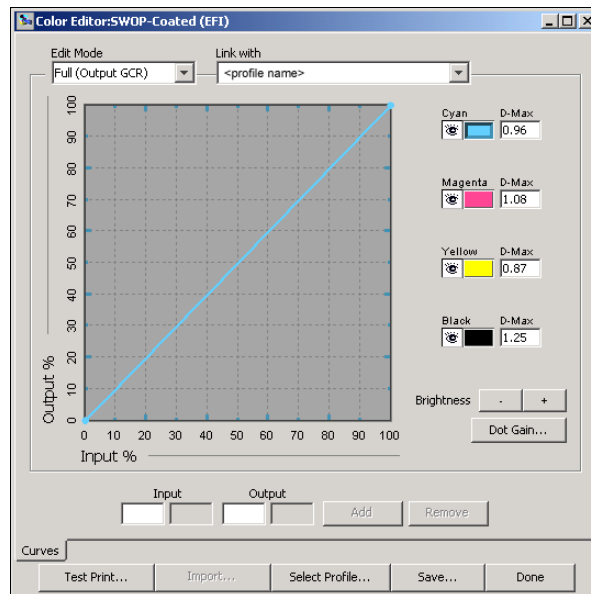 Color Editor:SWOP-Coated (EFI)
Edit Mode
Link with
Full (Output GCR)
<profile name>
100
90
80
70
60
50
40
30
20
10
0
Output %
0 10 20 30 40 50 60 70 80 90 100
Input %
Cyan D-Max
0.96
Magenta D-Max
1.08
Yellow D-Max
0.87
Black D-Max
1.25
Brightness - +
Dot Gain...
Input Output
Add Remove
Curves
Test Print... Import... Select Profile... Save... Done